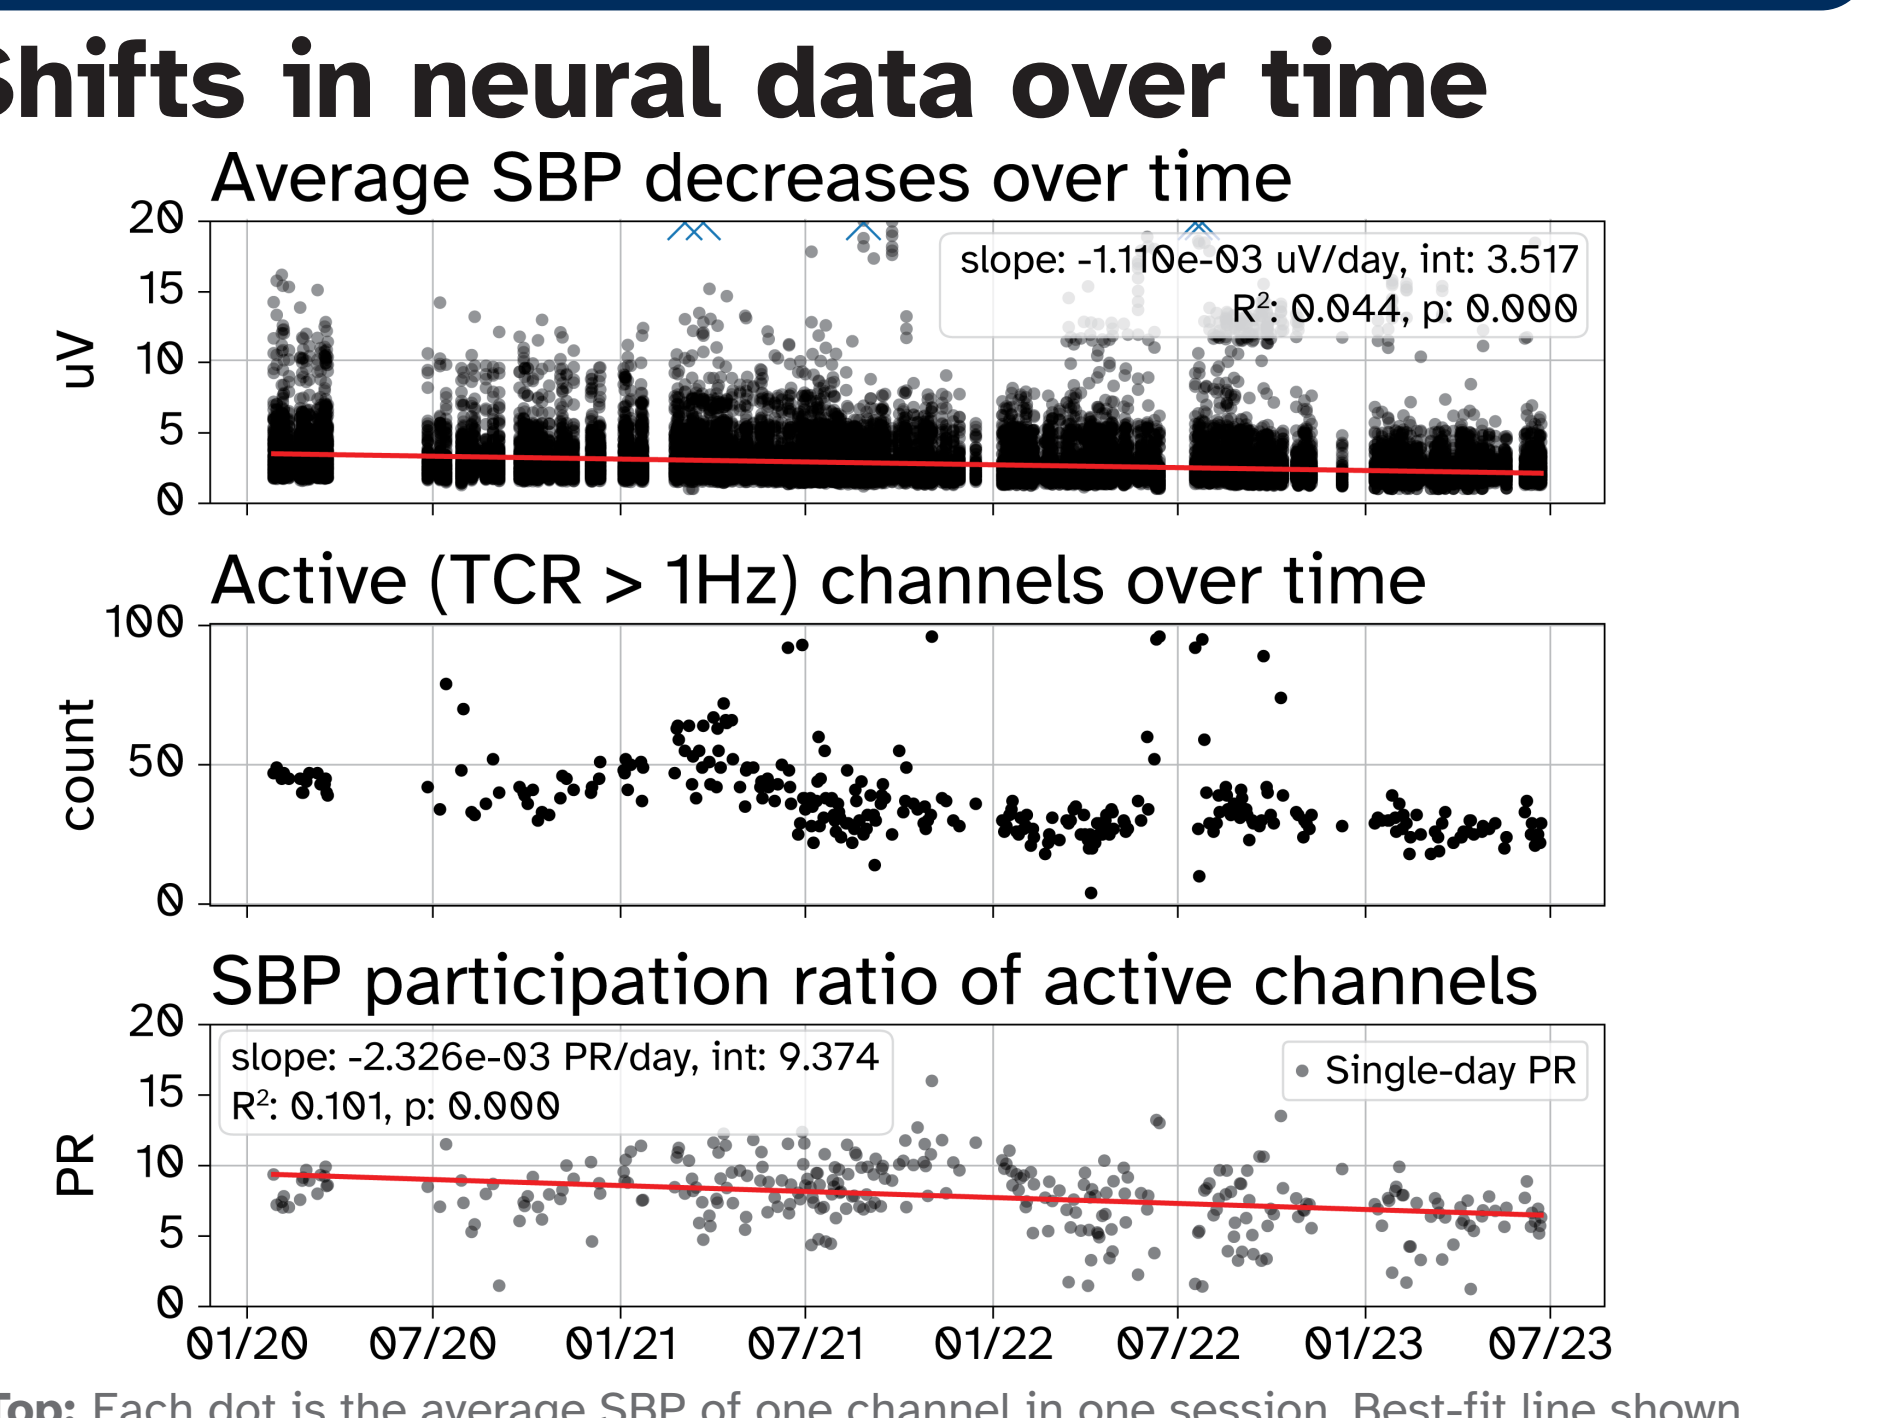 Shifts in neural data over time
Average SBP decreases over time
20
15
10
5
0
uV
slope: -1.110e-03 uV/day, int: 3.517
R²: 0.044, p: 0.000
Active (TCR > 1Hz) channels over time
100
50
0
count
SBP participation ratio of active channels
20
15
10
5
0
PR
slope: -2.326e-03 PR/day, int: 9.374
R²: 0.101, p: 0.000
Single-day PR
01/20 07/20 01/21 07/21 01/22 07/22 01/23 07/23
Top: Each dot is the average SBP of one channel in one session. Best-fit line shown